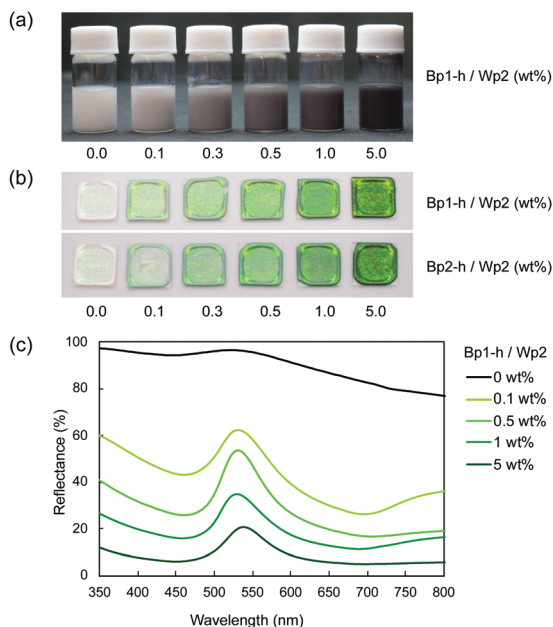 (a)
Bp1-h / Wp2 (wt%)
0.0 0.1 0.3 0.5 1.0 5.0
(b)
Bp1-h / Wp2 (wt%)
Bp2-h / Wp2 (wt%)
0.0 0.1 0.3 0.5 1.0 5.0
(c)
100
80
60
40
20
0
Reflectance (%)
350 400 450 500 550 600 650 700 750 800
Wavelength (nm)
Bp1-h / Wp2
0 wt%
0.1 wt%
0.5 wt%
1 wt%
5 wt%